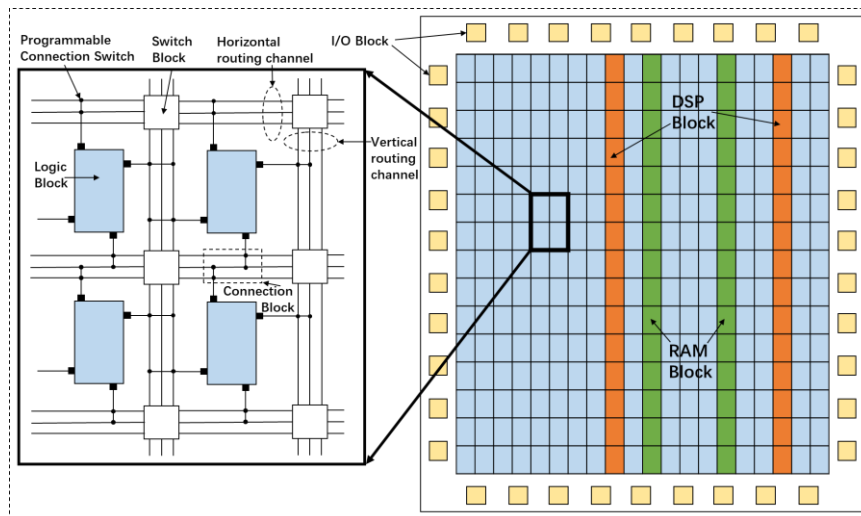 Programmable
Connection Switch
Switch
Block
Horizontal
routing channel
I/O Block
DSP
Block
Logic
Block
Vertical
routing
channel
Connection
Block
RAM
Block